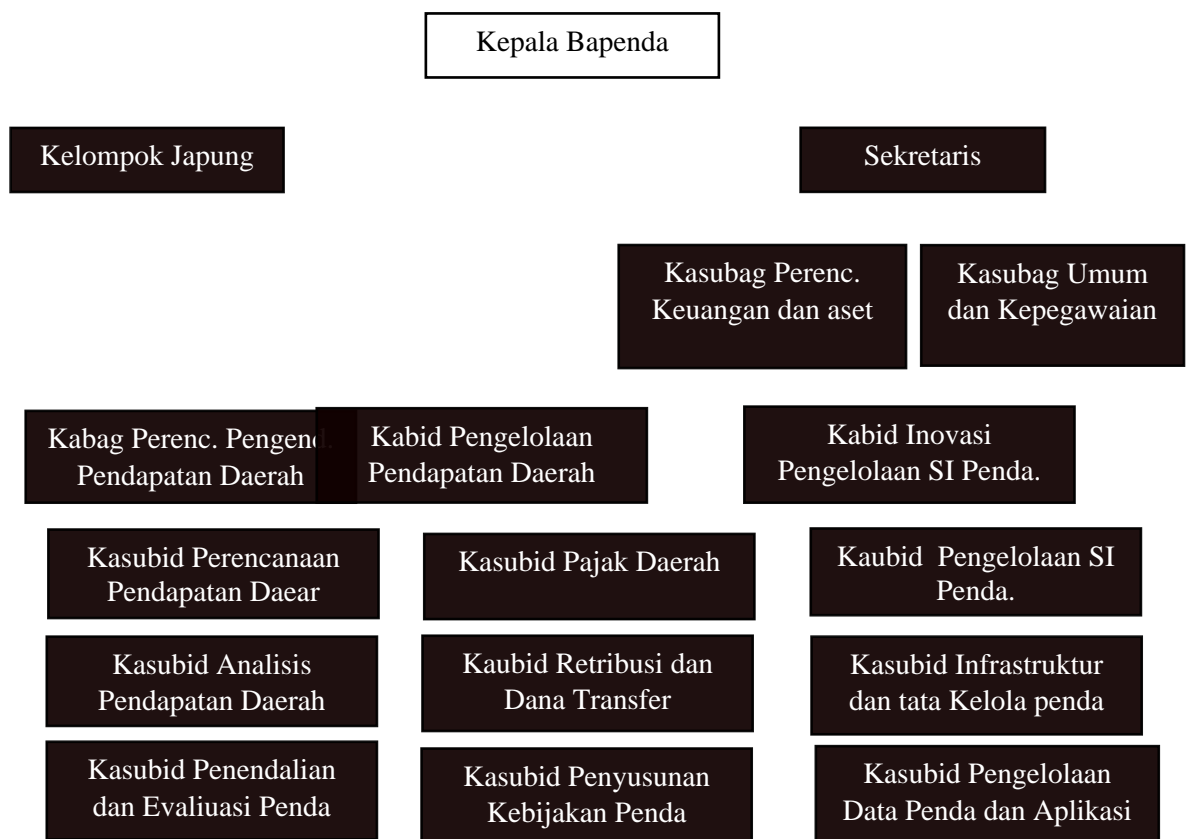 Kepala Bapenda
Kelompok Japung
Sekretaris
Kasubag Perenc.
Keuangan dan aset
Kasubag Umum
dan Kepegawaian
Kabag Perenc. Pengend.
Pendapatan Daerah
Kabid Pengelolaan
Pendapatan Daerah
Kabid Inovasi
Pengelolaan SI Penda.
Kasubid Perencanaan
Pendapatan Daear
Kasubid Pajak Daerah
Kaubid Pengelolaan SI
Penda.
Kasubid Analisis
Pendapatan Daerah
Kaubid Retribusi dan
Dana Transfer
Kasubid Infrastruktur
dan tata Kelola penda
Kasubid Penendalian
dan Evaliuasi Penda
Kasubid Penyusunan
Kebijakan Penda
Kasubid Pengelolaan
Data Penda dan Aplikasi